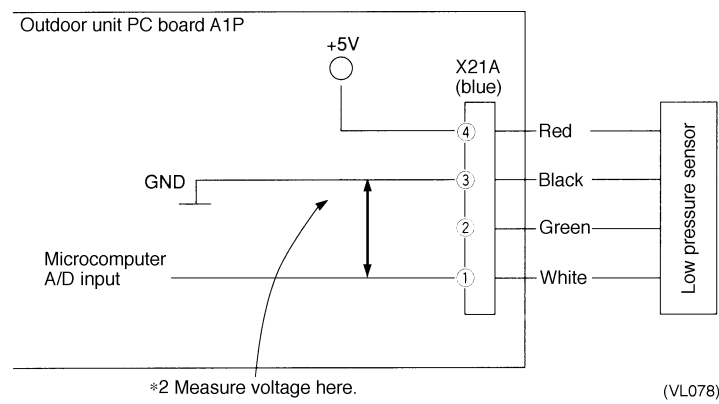 Outdoor unit PC board A1P
+5V
X21A
(blue)
4
Red
GND
3
Black
2
Green
Microcomputer
A/D input
1
White
Low pressure sensor
*2 Measure voltage here.
(VL078)